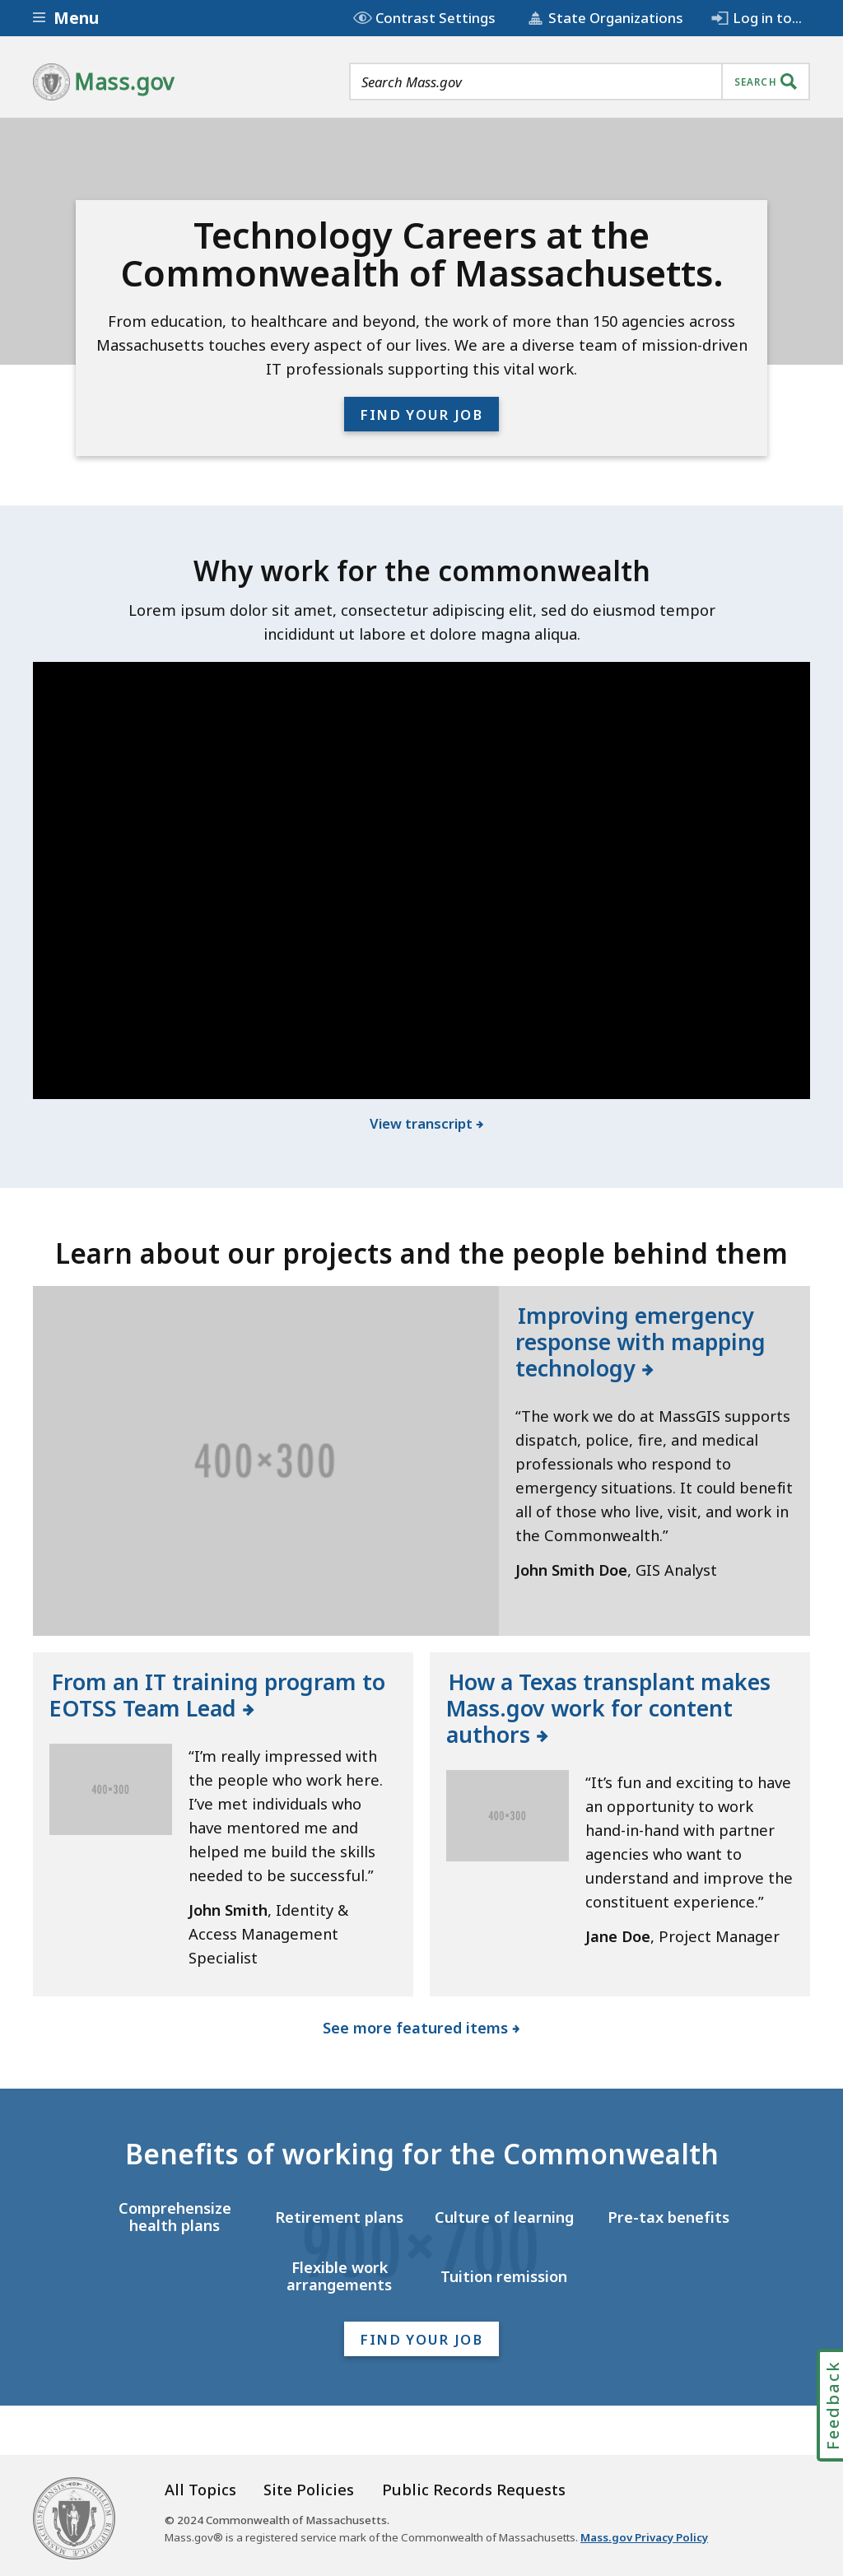 Menu
Contrast Settings
State Organizations
Log in to...
Mass.gov
Search Mass.gov
SEARCH
Technology Careers at the
Commonwealth of Massachusetts.
From education, to healthcare and beyond, the work of more than 150 agencies across
Massachusetts touches every aspect of our lives. We are a diverse team of mission-driven
IT professionals supporting this vital work.
FIND YOUR JOB
Why work for the commonwealth
Lorem ipsum dolor sit amet, consectetur adipiscing elit, sed do eiusmod tempor
incididunt ut labore et dolore magna aliqua.
View transcript
Learn about our projects and the people behind them
400×300
Improving emergency
response with mapping
technology
“The work we do at MassGIS supports
dispatch, police, fire, and medical
professionals who respond to
emergency situations. It could benefit
all of those who live, visit, and work in
the Commonwealth.”
John Smith Doe, GIS Analyst
From an IT training program to
EOTSS Team Lead
400×300
“I’m really impressed with
the people who work here.
I’ve met individuals who
have mentored me and
helped me build the skills
needed to be successful.”
John Smith, Identity &
Access Management
Specialist
How a Texas transplant makes
Mass.gov work for content
authors
400×300
“It’s fun and exciting to have
an opportunity to work
hand-in-hand with partner
agencies who want to
understand and improve the
constituent experience.”
Jane Doe, Project Manager
See more featured items
Benefits of working for the Commonwealth
Comprehensize
health plans
Retirement plans
Culture of learning
Pre-tax benefits
900×700
Flexible work
arrangements
Tuition remission
FIND YOUR JOB
Feedback
All Topics
Site Policies
Public Records Requests
© 2024 Commonwealth of Massachusetts.
Mass.gov® is a registered service mark of the Commonwealth of Massachusetts. Mass.gov Privacy Policy